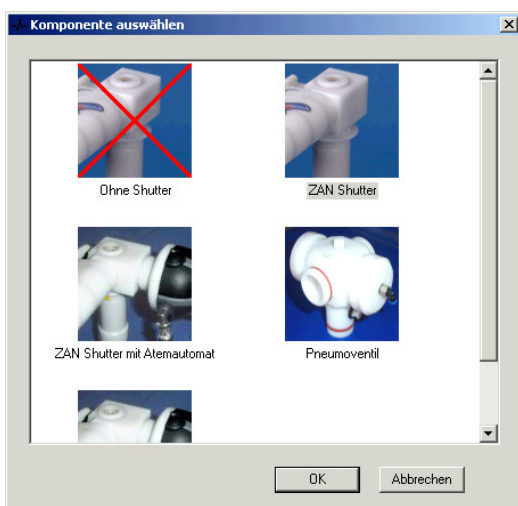 Komponente auswählen
Ohne Shutter
ZAN Shutter
ZAN Shutter mit Atemautomat
Pneumoventil
OK
Abbrechen